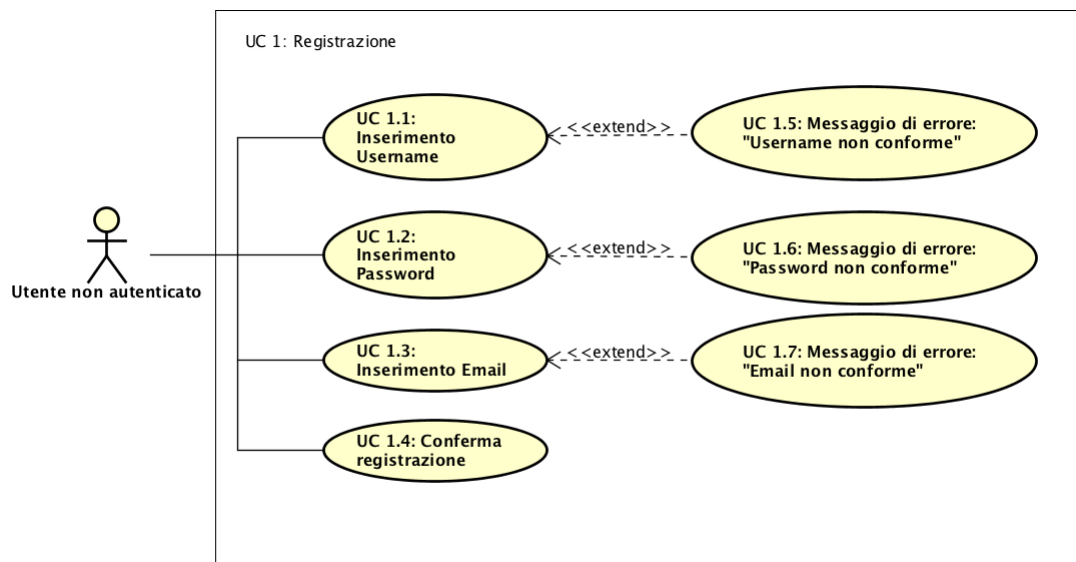 UC 1: Registrazione
UC 1.1:
Inserimento
Username
<<extend>>
UC 1.5: Messaggio di errore:
"Username non conforme"
UC 1.2:
Inserimento
Password
<<extend>>
UC 1.6: Messaggio di errore:
"Password non conforme"
Utente non autenticato
UC 1.3:
Inserimento Email
<<extend>>
UC 1.7: Messaggio di errore:
"Email non conforme"
UC 1.4: Conferma
registrazione